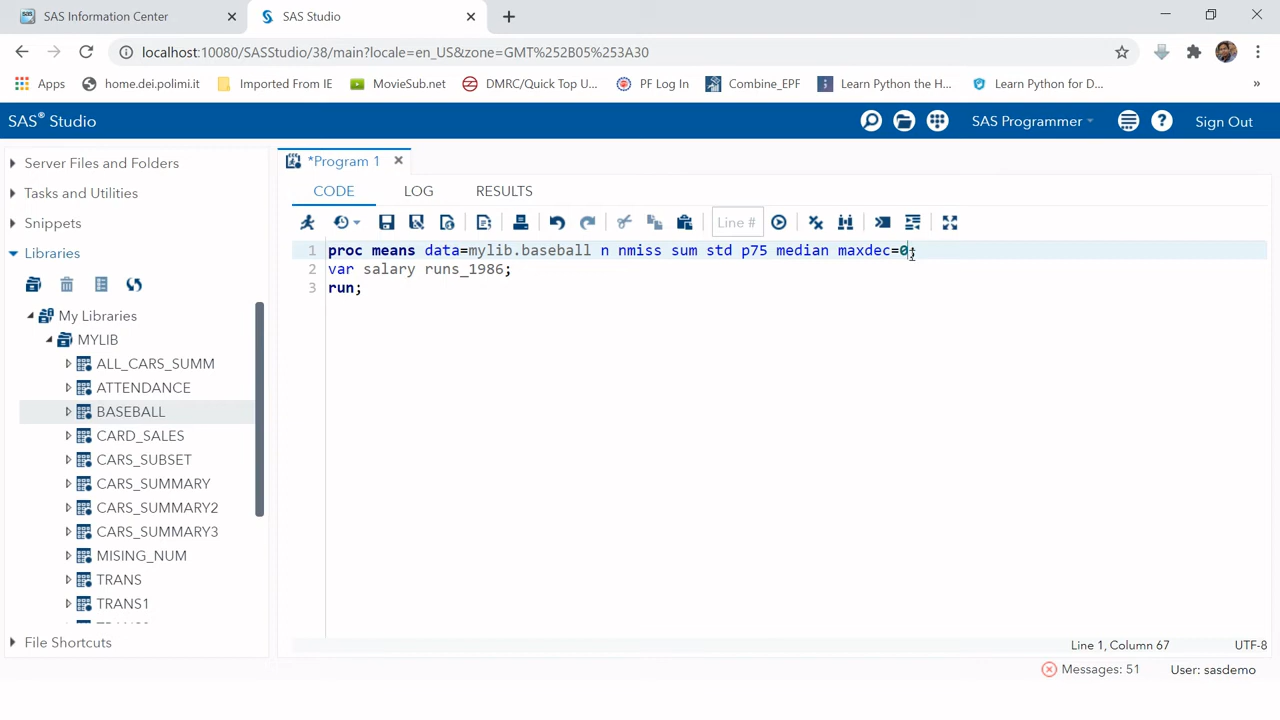 SAS Information Center
SAS Studio
localhost:10080/SASStudio/38/main?locale=en_US&zone=GMT%252B05%253A30
Apps
home.dei.polimi.it
Imported From IE
MovieSub.net
DMRC/Quick Top U...
PF Log In
Combine_EPF
Learn Python the H...
Learn Python for D...
»
SAS® Studio
SAS Programmer
Sign Out
Server Files and Folders
Tasks and Utilities
Snippets
Libraries
My Libraries
MYLIB
ALL_CARS_SUMM
ATTENDANCE
BASEBALL
CARD_SALES
CARS_SUBSET
CARS_SUMMARY
CARS_SUMMARY2
CARS_SUMMARY3
MISING_NUM
TRANS
TRANS1
File Shortcuts
*Program 1
CODE LOG RESULTS
Line #
1 proc means data=mylib.baseball n nmiss sum std p75 median maxdec=0;
2 var salary runs_1986;
3 run;
Line 1, Column 67
UTF-8
Messages: 51
User: sasdemo